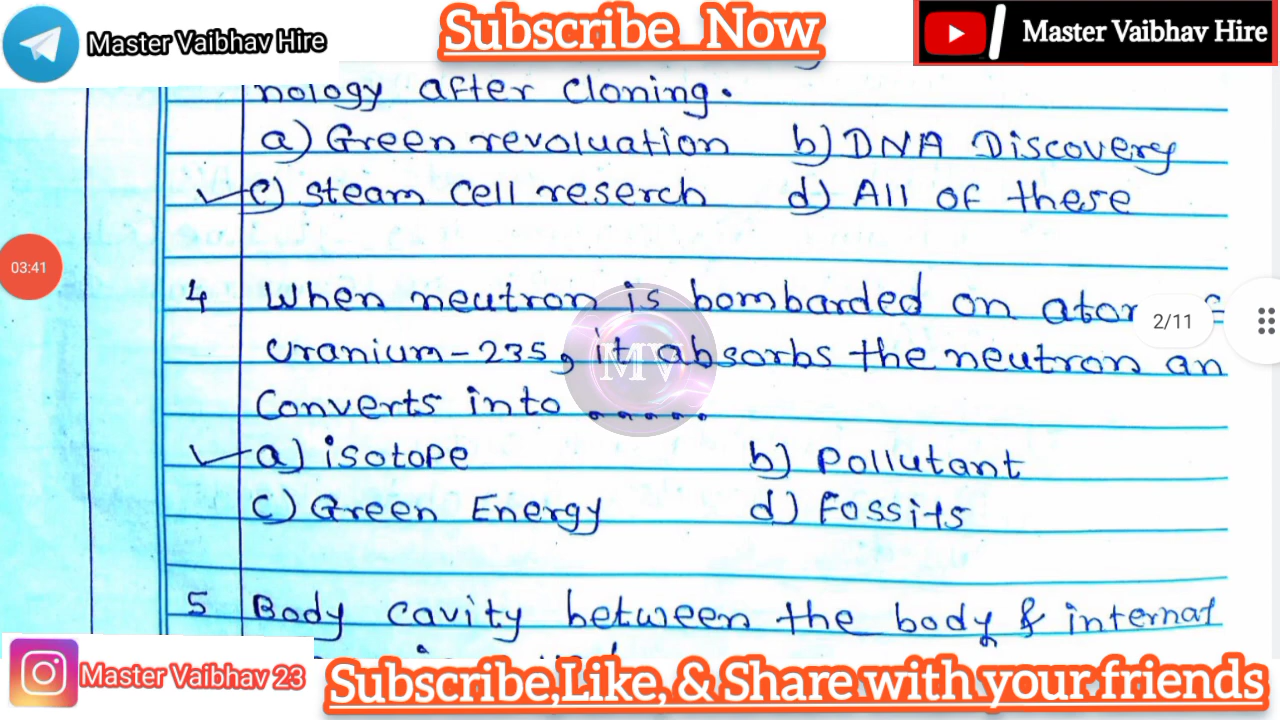 Master Vaibhav Hire
Subscribe Now
Master Vaibhav Hire
nology after cloning.
a) Green revoluation b) DNA Discovery
c) steam cell reserch d) All of these
03:41
4 When neutron is bombarded on
2/11
uranium-235, it absorbs the neutron an
converts into .....
MV
a) isotope b) Pollutant
c) Green Energy d) Fossils
5 Body cavity between the body & internal
Master Vaibhav 23
Subscribe,Like, & Share with your friends